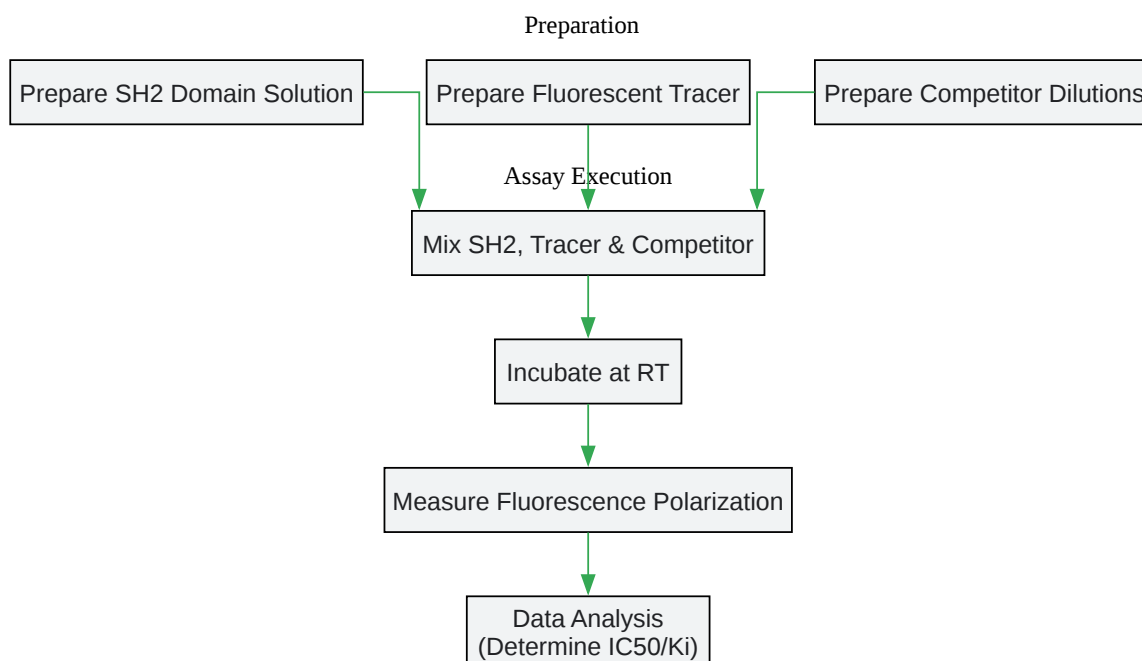 Preparation
Prepare SH2 Domain Solution
Prepare Fluorescent Tracer
Prepare Competitor Dilutions
Assay Execution
Mix SH2, Tracer & Competitor
Incubate at RT
Measure Fluorescence Polarization
Data Analysis
(Determine IC50/Ki)